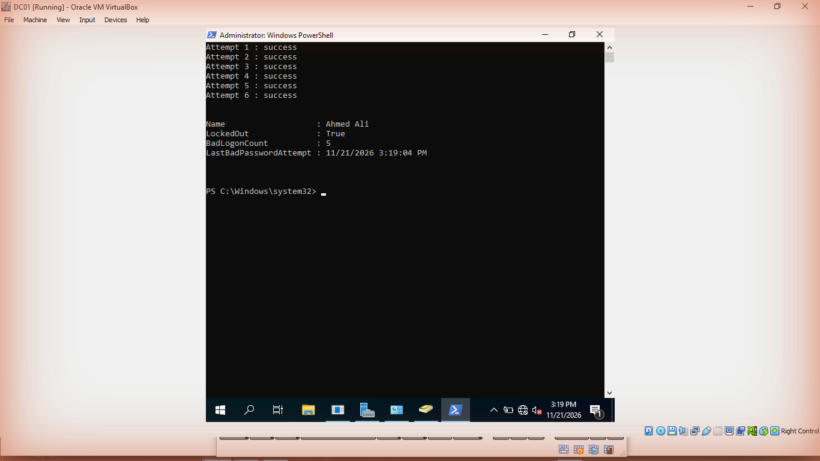 DC01 [Running] - Oracle VM VirtualBox
File Machine View Input Devices Help
Administrator: Windows PowerShell
Attempt 1 : success
Attempt 2 : success
Attempt 3 : success
Attempt 4 : success
Attempt 5 : success
Attempt 6 : success
Name : Ahmed Ali
LockedOut : True
BadLogonCount : 5
LastBadPasswordAttempt : 11/21/2026 3:19:04 PM
PS C:\Windows\system32>
3:19 PM
11/21/2026
1
Right Control